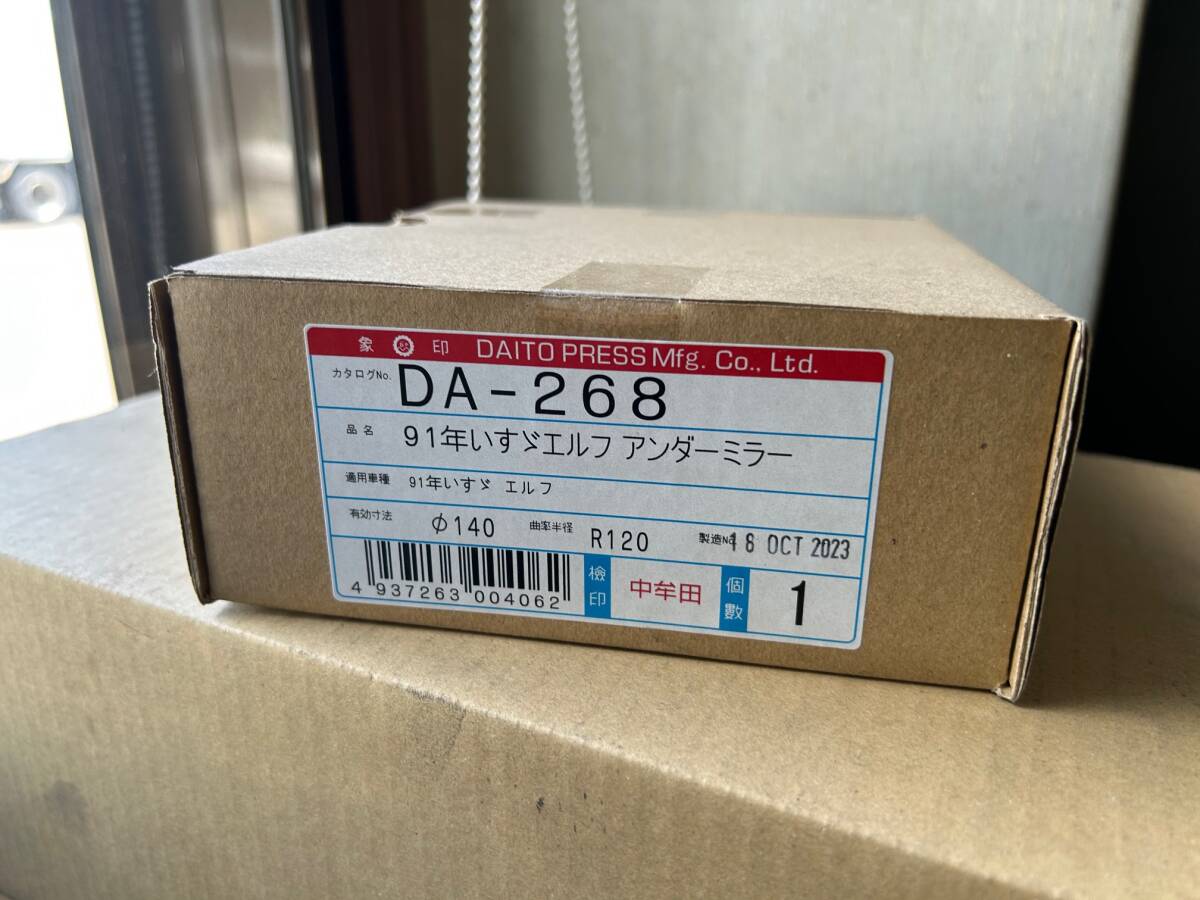 象 印 DAITO PRESS Mfg. Co., Ltd.
カタログNo. DA-268
品名 91年いすゞエルフ アンダーミラー
適用車種 91年いすゞ エルフ
有効寸法 φ140 曲率半径 R120 製造No. 18 OCT 2023
4 937263 004062 檢印 中牟田 個數 1